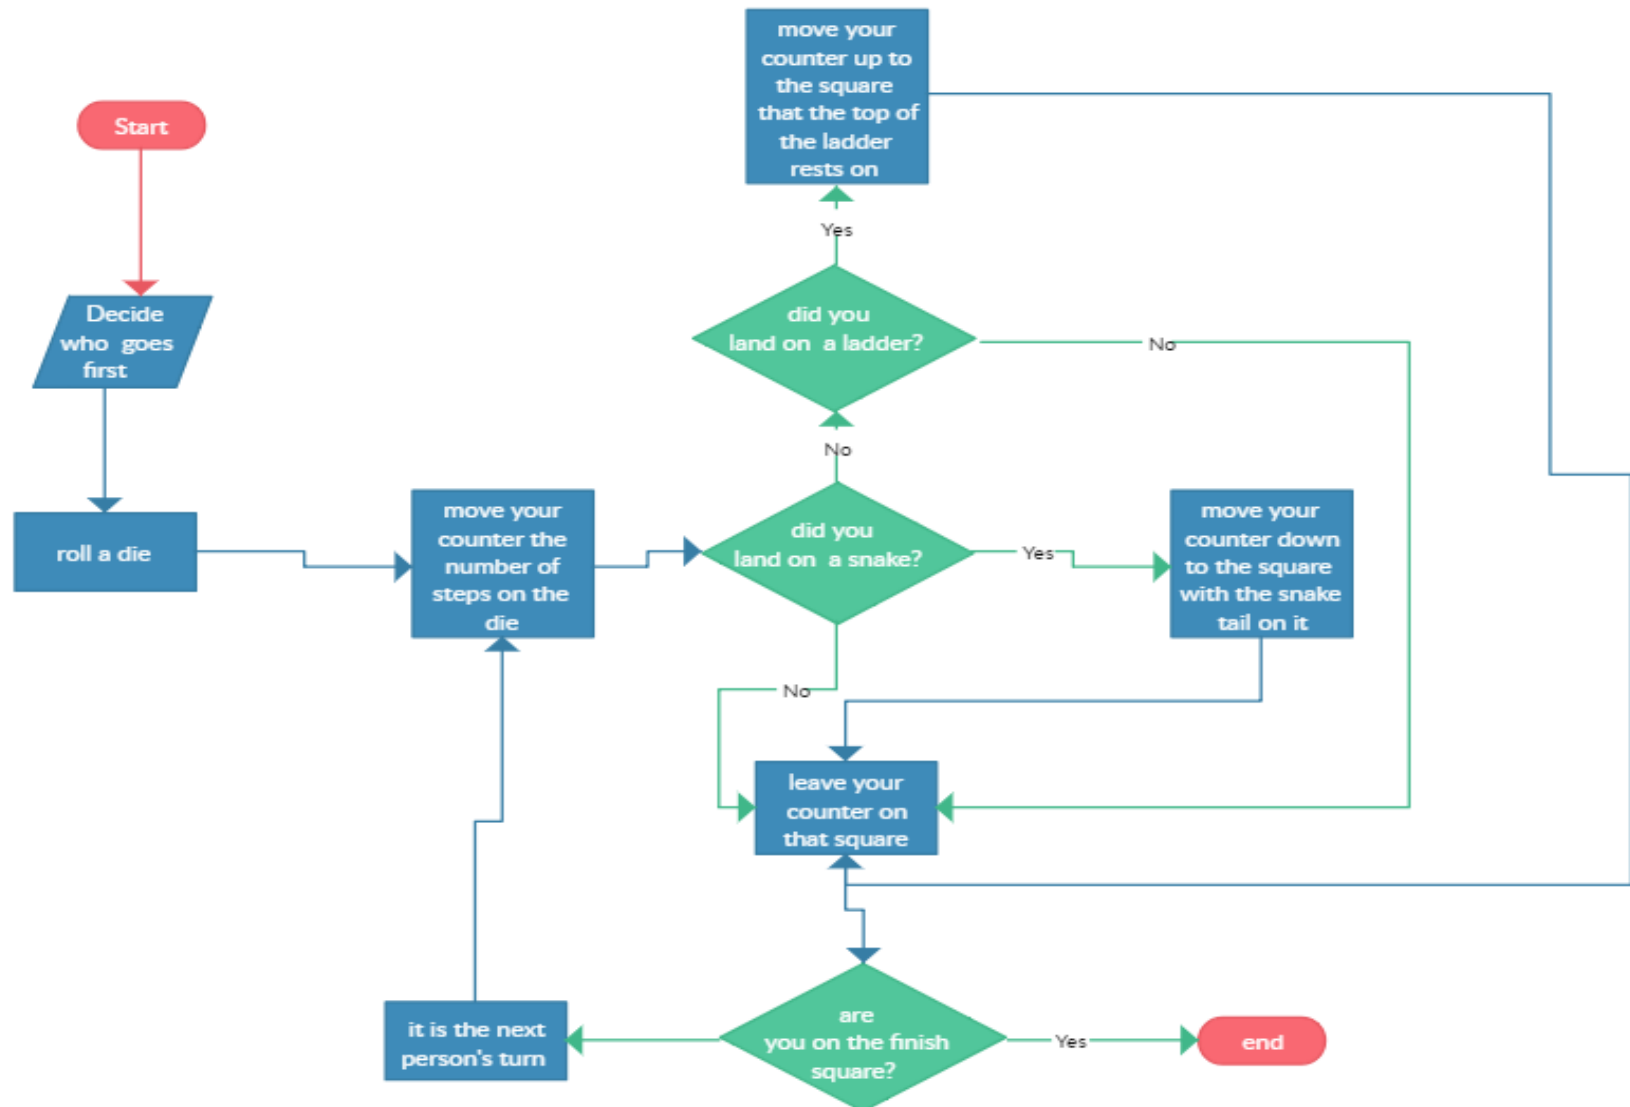 move your
counter up to
the square
that the top of
the ladder
rests on
Start
Yes
Decide
who goes
first
did you
land on a ladder?
No
No
roll a die
move your
counter the
number of
steps on the
die
did you
land on a snake?
Yes
move your
counter down
to the square
with the snake
tail on it
No
leave your
counter on
that square
it is the next
person's turn
are
you on the finish
square?
Yes
end